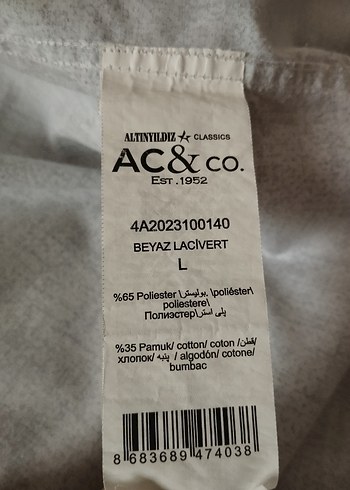 ALTINYILDIZ CLASSICS
AC&CO.
EST.1952
4A2023100140
BEYAZ LACİVERT
L
%65 Poliester \بوليستر. \poliéster\
poliestere\
Полиэстер\پلی استر
%35 Pamuk/ cotton/ coton /قطن/
хлопок/ پنبه / algodón/ cotone/
bumbac
8 683689 474038